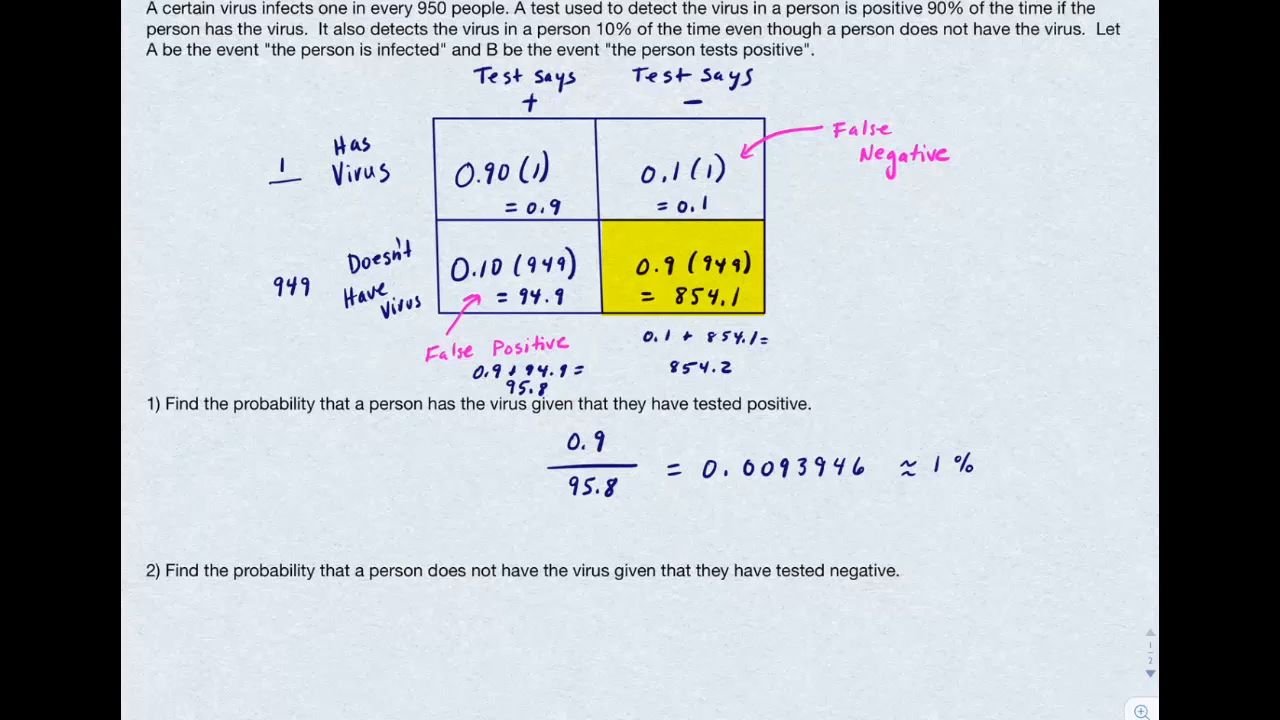 A certain virus infects one in every 950 people. A test used to detect the virus in a person is positive 90% of the time if the
person has the virus. It also detects the virus in a person 10% of the time even though a person does not have the virus. Let
A be the event "the person is infected" and B be the event "the person tests positive".
Test says
+
Test says
−
1
Has
Virus
0.90 (1)
= 0.9
0.1 (1)
= 0.1
False
Negative
949
Doesn't
Have
Virus
0.10 (949)
= 94.9
0.9 (949)
= 854.1
False Positive
0.9 + 94.9 =
95.8
0.1 + 854.1 =
854.2
1) Find the probability that a person has the virus given that they have tested positive.
0.9
95.8
= 0.0093946 ≈ 1%
2) Find the probability that a person does not have the virus given that they have tested negative.
1
2